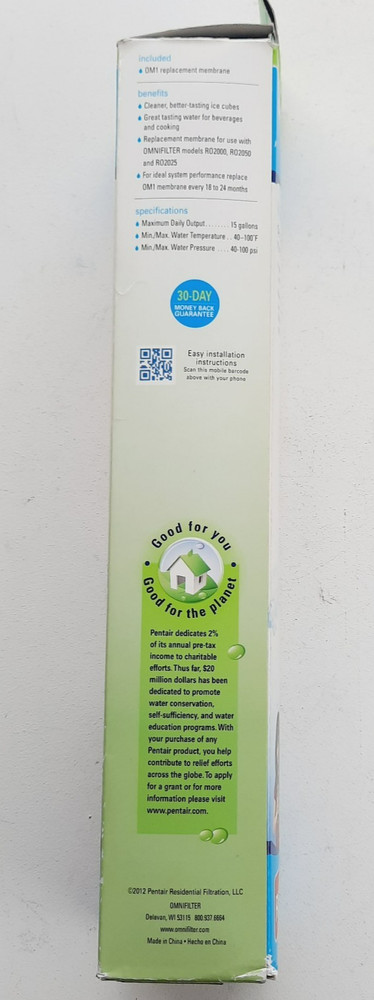 included
OM1 replacement membrane
benefits
Cleaner, better-tasting ice cubes
Great tasting water for beverages
and cooking
Replacement membrane for use with
OMNIFILTER models RO2000, RO2050
and RO2025
For ideal system performance replace
OM1 membrane every 18 to 24 months
specifications
Maximum Daily Output........ 15 gallons
Min./Max. Water Temperature .. 40-100°F
Min./Max. Water Pressure .... 40-100 psi
30-DAY
MONEY BACK
GUARANTEE
Easy installation
instructions
Scan this mobile barcode
above with your phone
Good for you
Good for the planet
Pentair dedicates 2%
of its annual pre-tax
income to charitable
efforts. Thus far, $20
million dollars has been
dedicated to promote
water conservation,
self-sufficiency, and water
education programs. With
your purchase of any
Pentair product, you help
contribute to relief efforts
across the globe. To apply
for a grant or for more
information please visit
www.pentair.com.
©2012 Pentair Residential Filtration, LLC
OMNIFILTER
Delavan, WI 53115 800.937.6664
www.omnifilter.com
Made in China • Hecho en China